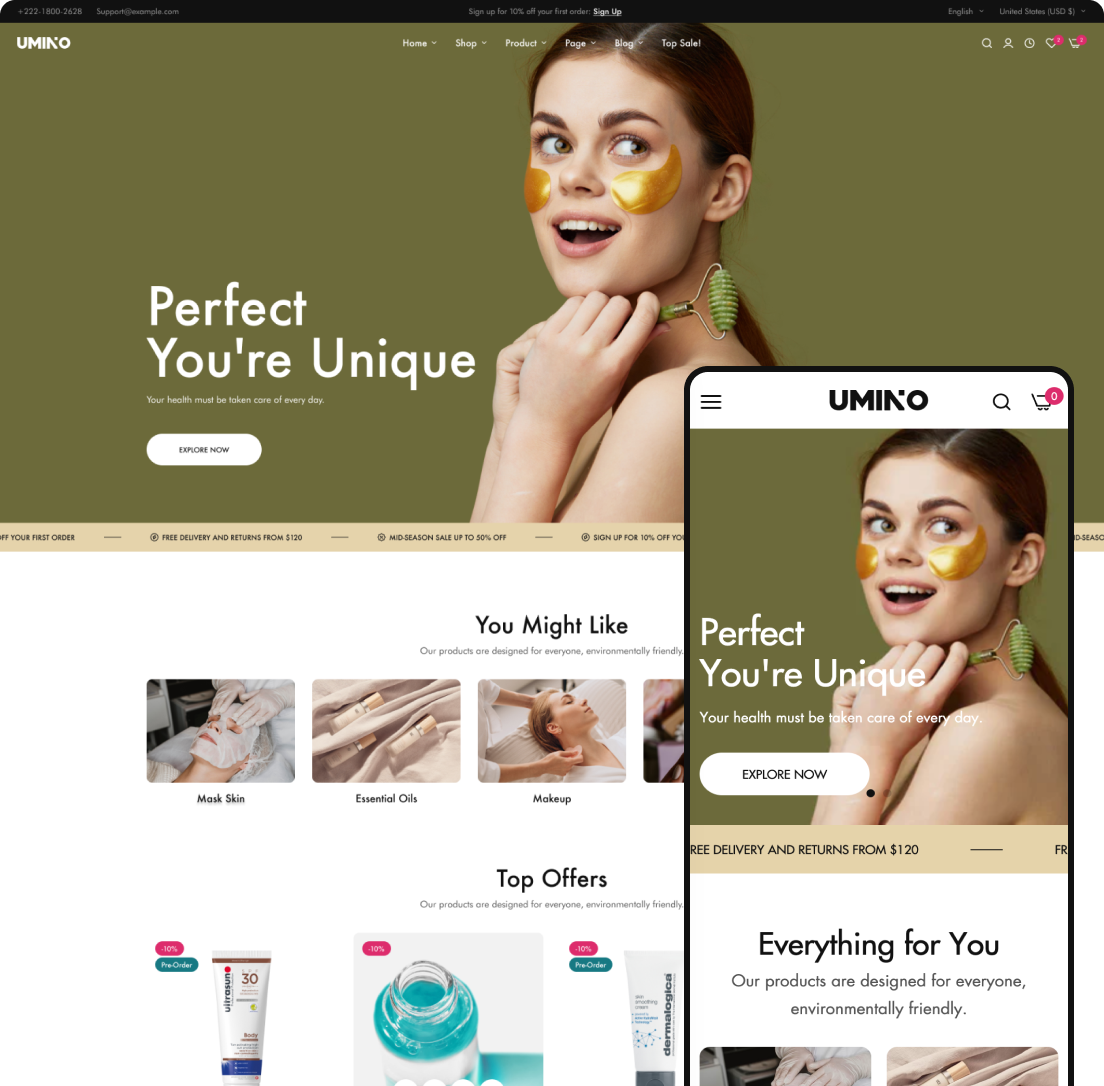 +222-1800-2628 Support@example.com Sign up for 10% off your first order: Sign Up English United States (USD $)
UMINO Home Shop Product Page Blog Top Sale! 2 2
Perfect
You're Unique
Your health must be taken care of every day.
EXPLORE NOW
FF YOUR FIRST ORDER FREE DELIVERY AND RETURNS FROM $120 MID-SEASON SALE UP TO 50% OFF SIGN UP FOR 10% OFF YOU ID-SEASO
You Might Like
Our products are designed for everyone, environmentally friendly.
Mask Skin Essential Oils Makeup
Top Offers
Our products are designed for everyone, environmentally friendly.
-10% -10% -10%
Pre-Order Pre-Order
ultrasun
30
Body
skin
smoothing
cream
dermalogica
UMINO 0
Perfect
You're Unique
Your health must be taken care of every day.
EXPLORE NOW
REE DELIVERY AND RETURNS FROM $120 FR
Everything for You
Our products are designed for everyone,
environmentally friendly.